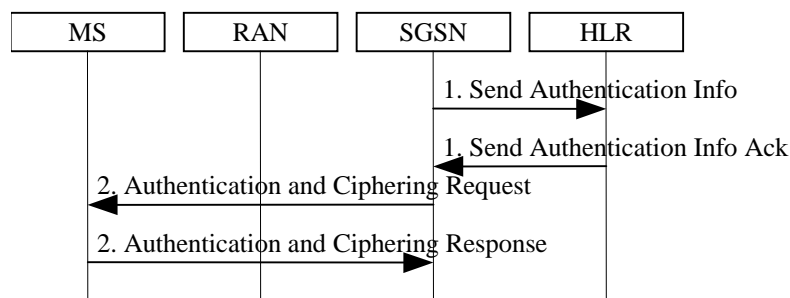 MS RAN SGSN HLR
1. Send Authentication Info
1. Send Authentication Info Ack
2. Authentication and Ciphering Request
2. Authentication and Ciphering Response